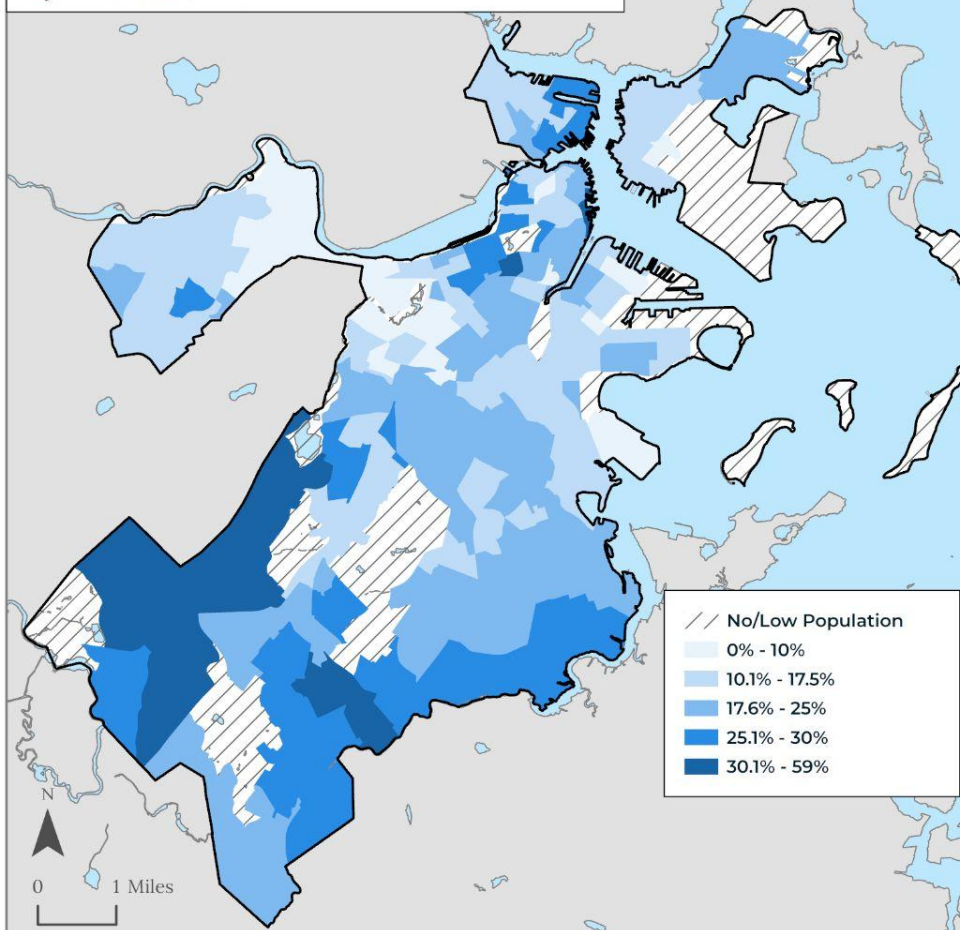 No/Low Population
0% - 10%
10.1% - 17.5%
17.6% - 25%
25.1% - 30%
30.1% - 59%
N
0 1 Miles